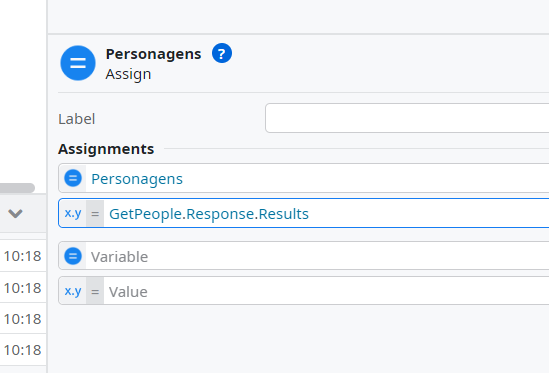 Personagens ?
Assign
Label
Assignments
Personagens
x.y = GetPeople.Response.Results
10:18
Variable
10:18
x.y = Value
10:18
10:18